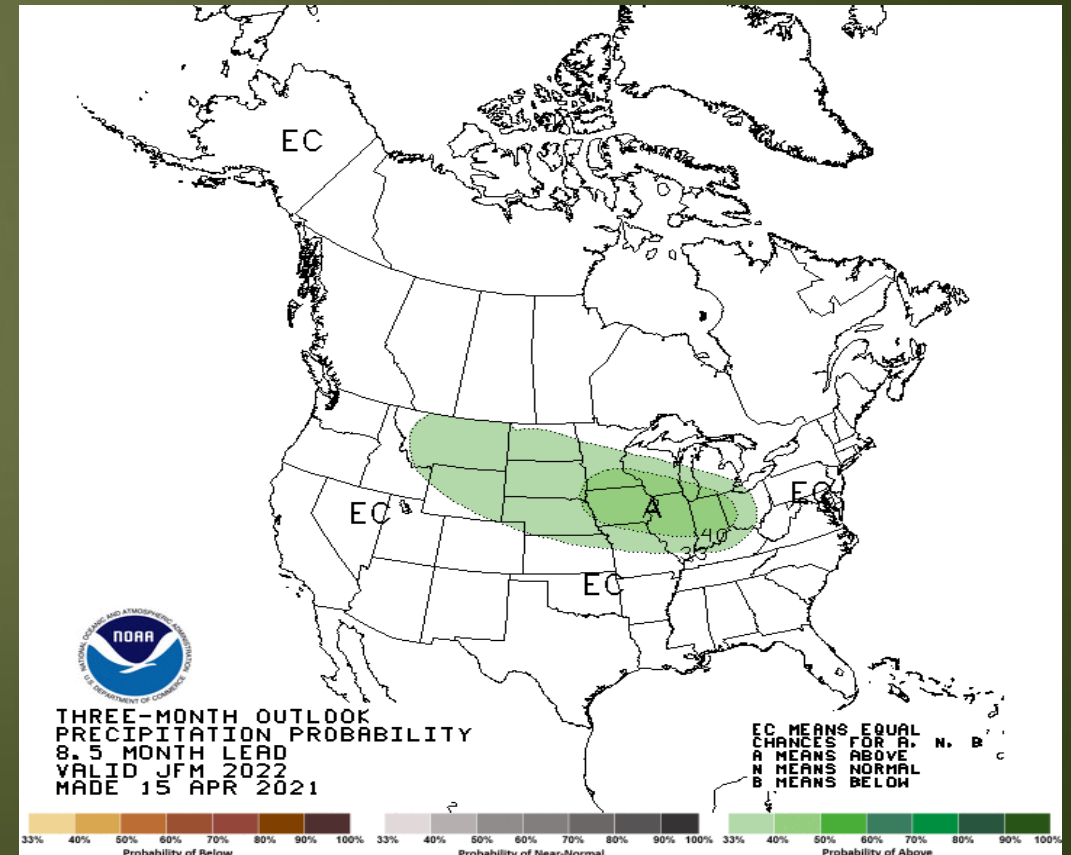 EC
EC
A
EC
40
33
EC
NATIONAL OCEANIC AND ATMOSPHERIC ADMINISTRATION
NOAA
U.S. DEPARTMENT OF COMMERCE
THREE-MONTH OUTLOOK
PRECIPITATION PROBABILITY
8.5 MONTH LEAD
VALID JFM 2022
MADE 15 APR 2021
EC MEANS EQUAL
CHANCES FOR A, N, B
A MEANS ABOVE
N MEANS NORMAL
B MEANS BELOW
33% 40% 50% 60% 70% 80% 90% 100%
Probability of Below
33% 40% 50% 60% 70% 80% 90% 100%
Probability of Near-Normal
33% 40% 50% 60% 70% 80% 90% 100%
Probability of Above